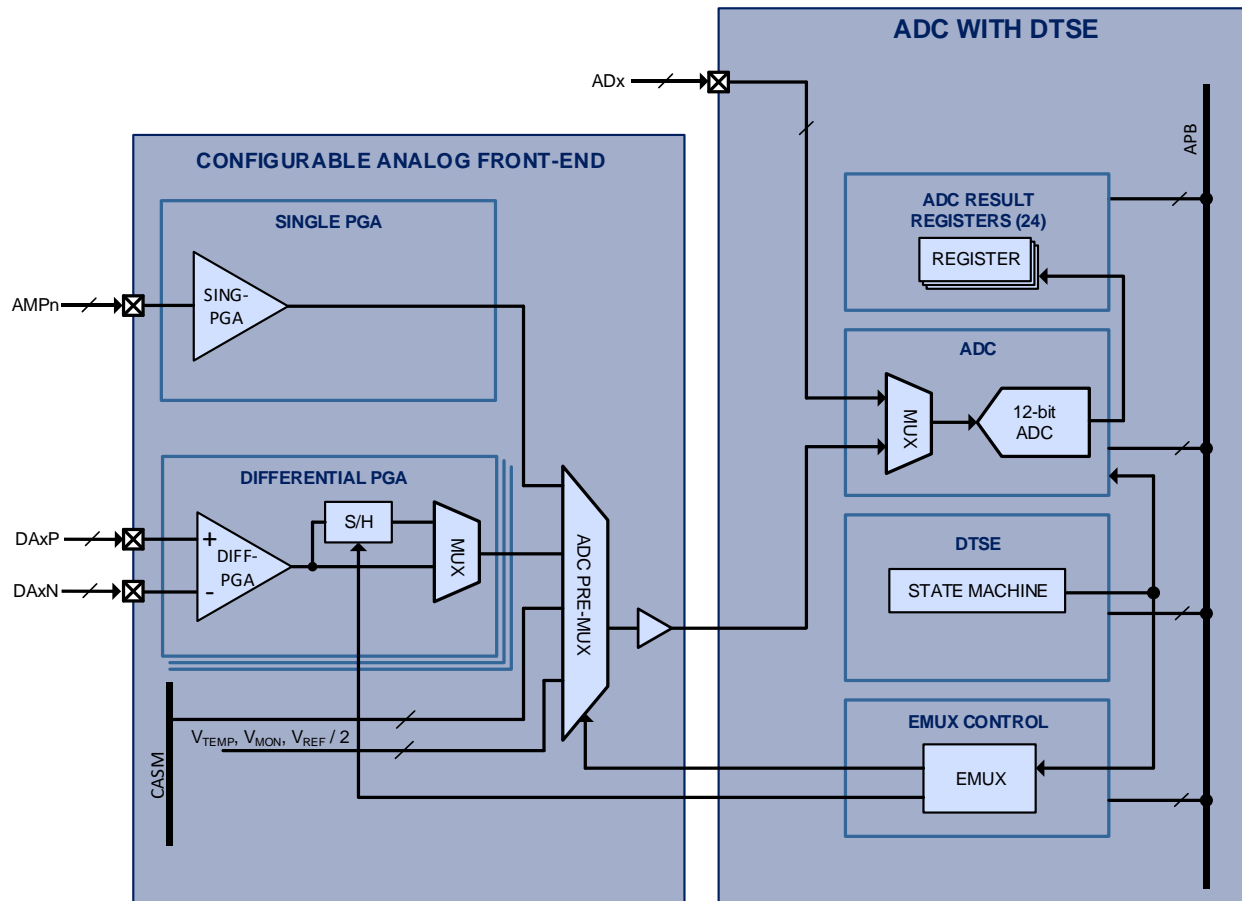 ADC WITH DTSE
ADx
APB
CONFIGURABLE ANALOG FRONT-END
SINGLE PGA
SING-
PGA
AMPn
ADC RESULT
REGISTERS (24)
REGISTER
ADC
MUX
12-bit
ADC
DIFFERENTIAL PGA
S/H
MUX
DAxP
DAxN
+
DIFF-
PGA
-
ADC PRE-MUX
DTSE
STATE MACHINE
CASM
VTEMP, VMON, VREF / 2
EMUX CONTROL
EMUX